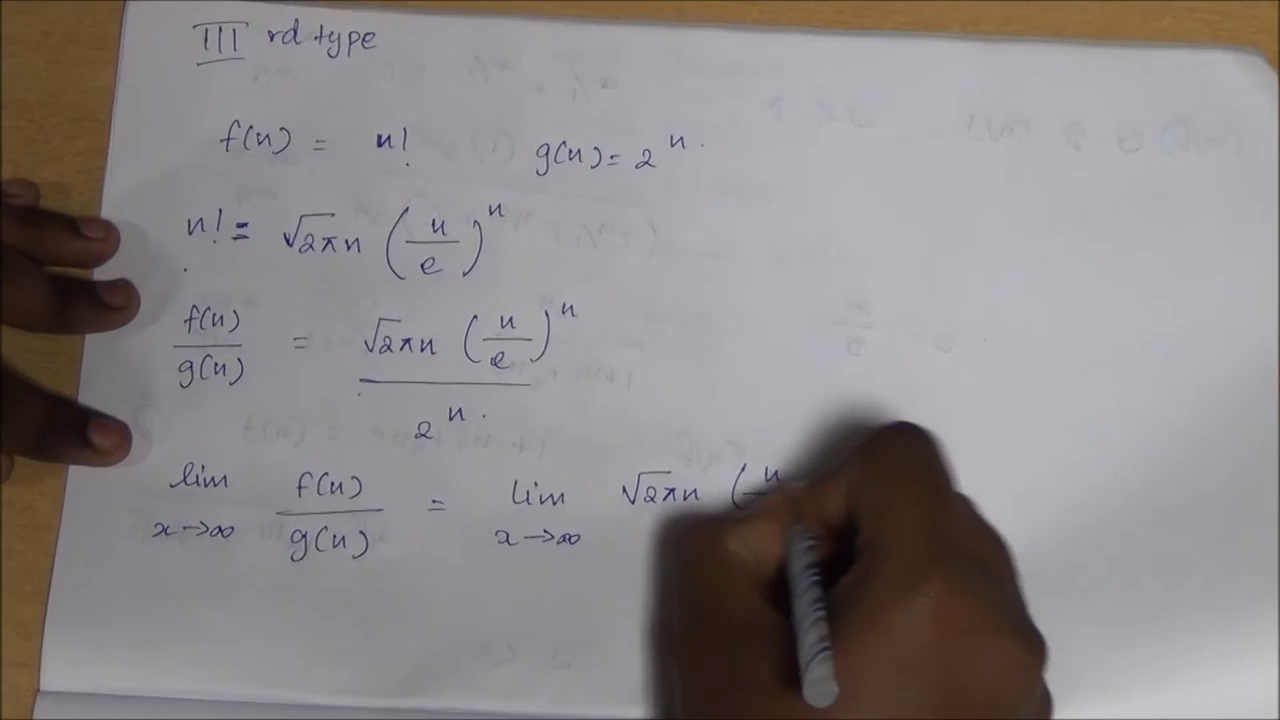 III rd type
f(n) = n! g(n) = 2^n.
n! = √2πn (n/e)^n
f(n)/g(n) = √2πn (n/e)^n / 2^n.
lim x→∞ f(n)/g(n) = lim x→∞ √2πn (n